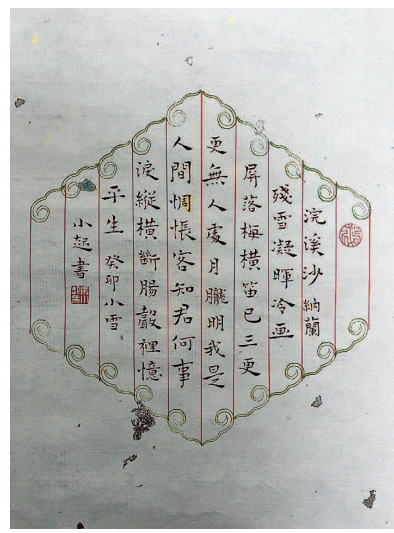 浣溪沙 納蘭
殘雪凝暉冷画
屏落梅橫笛已三更
更無人處月朧明我是
人間惆悵客知君何事
淚縱橫斷腸聲裡憶
平生 癸卯小雪
小起書